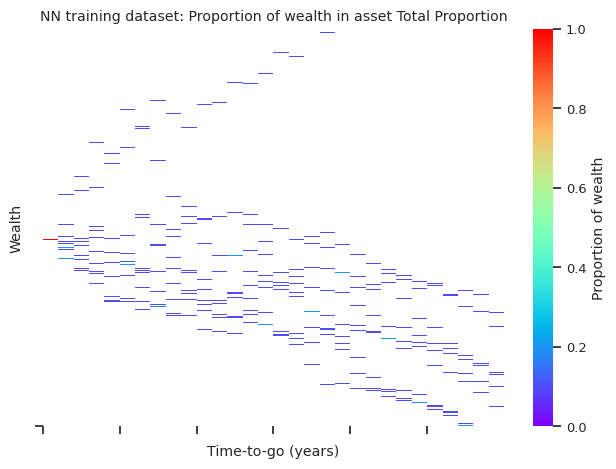 NN training dataset: Proportion of wealth in asset Total Proportion
Wealth
Time-to-go (years)
1.0
0.8
0.6
0.4
0.2
0.0
Proportion of wealth